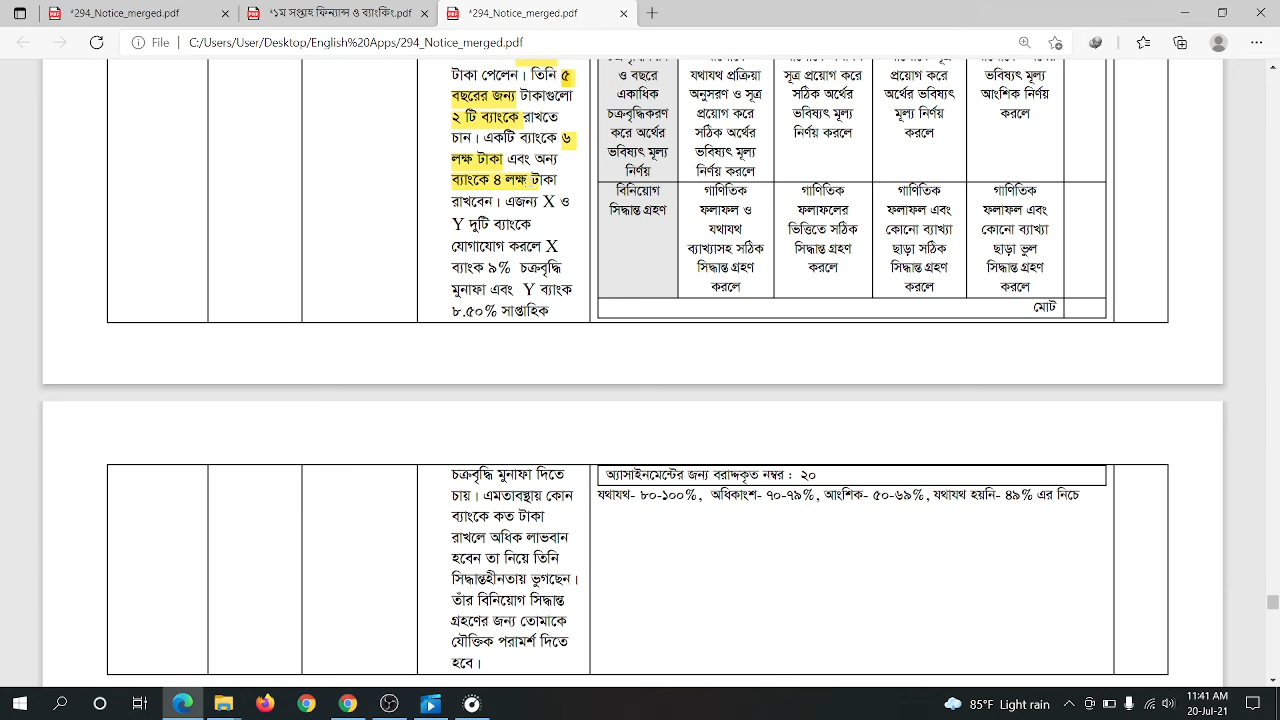 *294_Notice_merged.pdf
*১ম সপ্তাহ ফিন্যান্স ও ব্যাংকিং.pdf
*294_Notice_merged.pdf
File
C:/Users/User/Desktop/English%20Apps/294_Notice_merged.pdf
টাকা পেলেন। তিনি ৫
বছরের জন্য টাকাগুলো
২ টি ব্যাংকে রাখতে
চান। একটি ব্যাংকে ৬
লক্ষ টাকা এবং অন্য
ব্যাংকে ৪ লক্ষ টাকা
রাখবেন। এজন্য X ও
Y দুটি ব্যাংকে
যোগাযোগ করলে X
ব্যাংক ৯% চক্রবৃদ্ধি
মুনাফা এবং Y ব্যাংক
৮.৫০% সাপ্তাহিক
ও বছরে
একাধিক
চক্রবৃদ্ধিকরণ
করে অর্থের
ভবিষ্যৎ মূল্য
নির্ণয়
যথাযথ প্রক্রিয়া
অনুসরণ ও সূত্র
প্রয়োগ করে
সঠিক অর্থের
ভবিষ্যৎ মূল্য
নির্ণয় করলে
সূত্র প্রয়োগ করে
সঠিক অর্থের
ভবিষ্যৎ মূল্য
নির্ণয় করলে
প্রয়োগ করে
অর্থের ভবিষ্যৎ
মূল্য নির্ণয়
করলে
ভবিষ্যৎ মূল্য
আংশিক নির্ণয়
করলে
বিনিয়োগ
সিদ্ধান্ত গ্রহণ
গাণিতিক
ফলাফল ও
যথাযথ
ব্যাখ্যাসহ সঠিক
সিদ্ধান্ত গ্রহণ
করলে
গাণিতিক
ফলাফলের
ভিত্তিতে সঠিক
সিদ্ধান্ত গ্রহণ
করলে
গাণিতিক
ফলাফল এবং
কোনো ব্যাখ্যা
ছাড়া সঠিক
সিদ্ধান্ত গ্রহণ
করলে
গাণিতিক
ফলাফল এবং
কোনো ব্যাখ্যা
ছাড়া ভুল
সিদ্ধান্ত গ্রহণ
করলে
মোট
চক্রবৃদ্ধি মুনাফা দিতে
চায়। এমতাবস্থায় কোন
ব্যাংকে কত টাকা
রাখলে অধিক লাভবান
হবেন তা নিয়ে তিনি
সিদ্ধান্তহীনতায় ভুগছেন।
তাঁর বিনিয়োগ সিদ্ধান্ত
গ্রহণের জন্য তোমাকে
যৌক্তিক পরামর্শ দিতে
হবে।
অ্যাসাইনমেন্টের জন্য বরাদ্দকৃত নম্বর : ২০
যথাযথ- ৮০-১০০%, অধিকাংশ- ৭০-৭৯%, আংশিক- ৫০-৬৯%, যথাযথ হয়নি- ৪৯% এর নিচে
85°F Light rain
11:41 AM
20-Jul-21